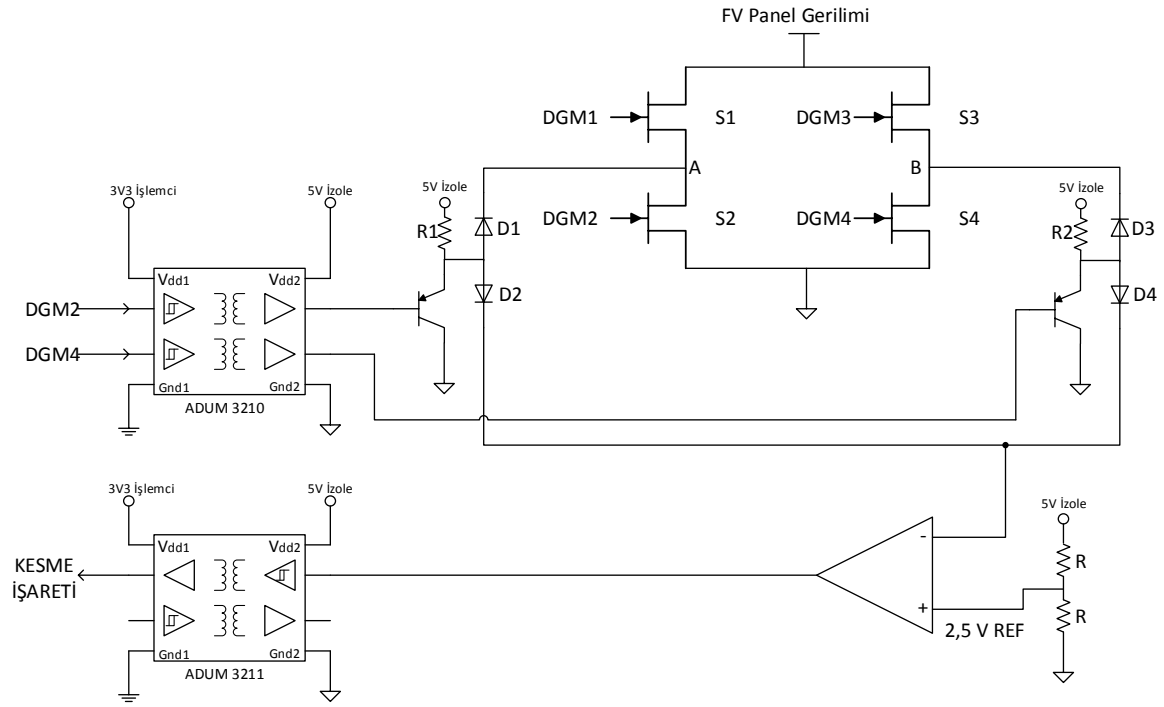 FV Panel Gerilimi
DGM1
S1
DGM3
S3
A
B
3V3 İşlemci
5V İzole
5V İzole
5V İzole
R1
D1
DGM2
S2
DGM4
S4
R2
D3
Vdd1
Vdd2
D2
D4
DGM2
DGM4
Gnd1
Gnd2
ADUM 3210
3V3 İşlemci
5V İzole
5V İzole
Vdd1
Vdd2
-
R
KESME
İŞARETİ
+
R
2,5 V REF
Gnd1
Gnd2
ADUM 3211